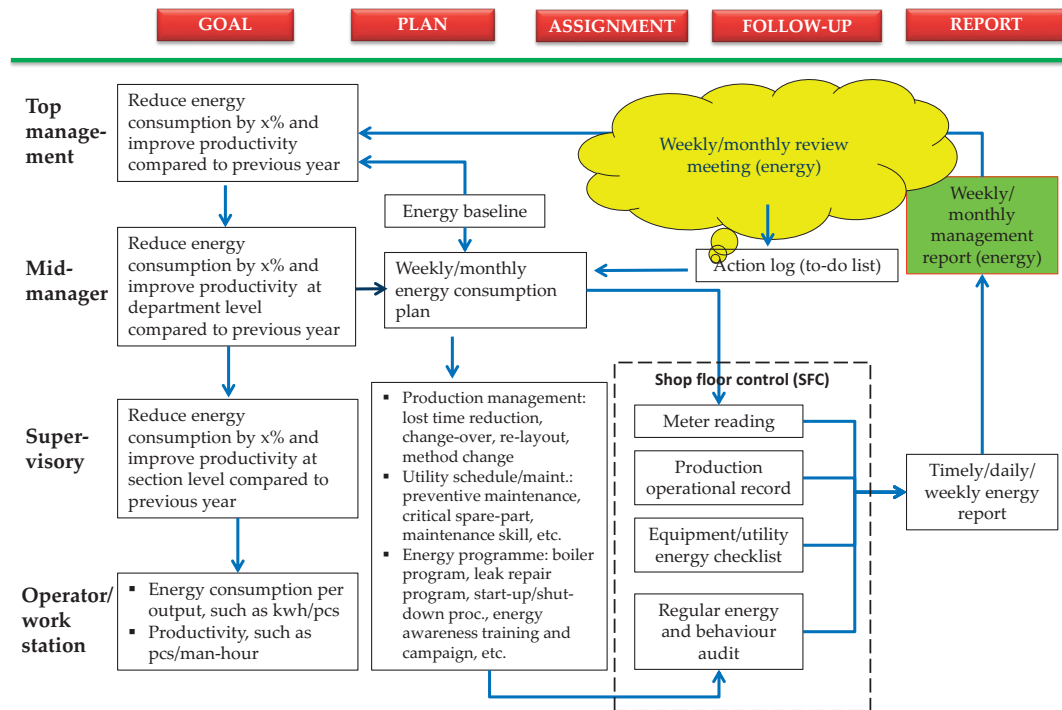 GOAL
PLAN
ASSIGNMENT
FOLLOW-UP
REPORT
Top
manage-
ment
Reduce energy
consumption by x% and
improve productivity
compared to previous year
Weekly/monthly review
meeting (energy)
Energy baseline
Weekly/
monthly
management
report (energy)
Mid-
manager
Reduce energy
consumption by x% and
improve productivity at
department level
compared to previous year
Weekly/monthly
energy consumption
plan
Action log (to-do list)
Super-
visory
Reduce energy
consumption by x% and
improve productivity at
section level compared to
previous year
▪ Production management:
lost time reduction,
change-over, re-layout,
method change
▪ Utility schedule/maint.:
preventive maintenance,
critical spare-part,
maintenance skill, etc.
▪ Energy programme: boiler
program, leak repair
program, start-up/shut-
down proc., energy
awareness training and
campaign, etc.
Shop floor control (SFC)
Meter reading
Production
operational record
Equipment/utility
energy checklist
Regular energy
and behaviour
audit
Timely/daily/
weekly energy
report
Operator/
work
station
▪ Energy consumption per
output, such as kwh/pcs
▪ Productivity, such as
pcs/man-hour